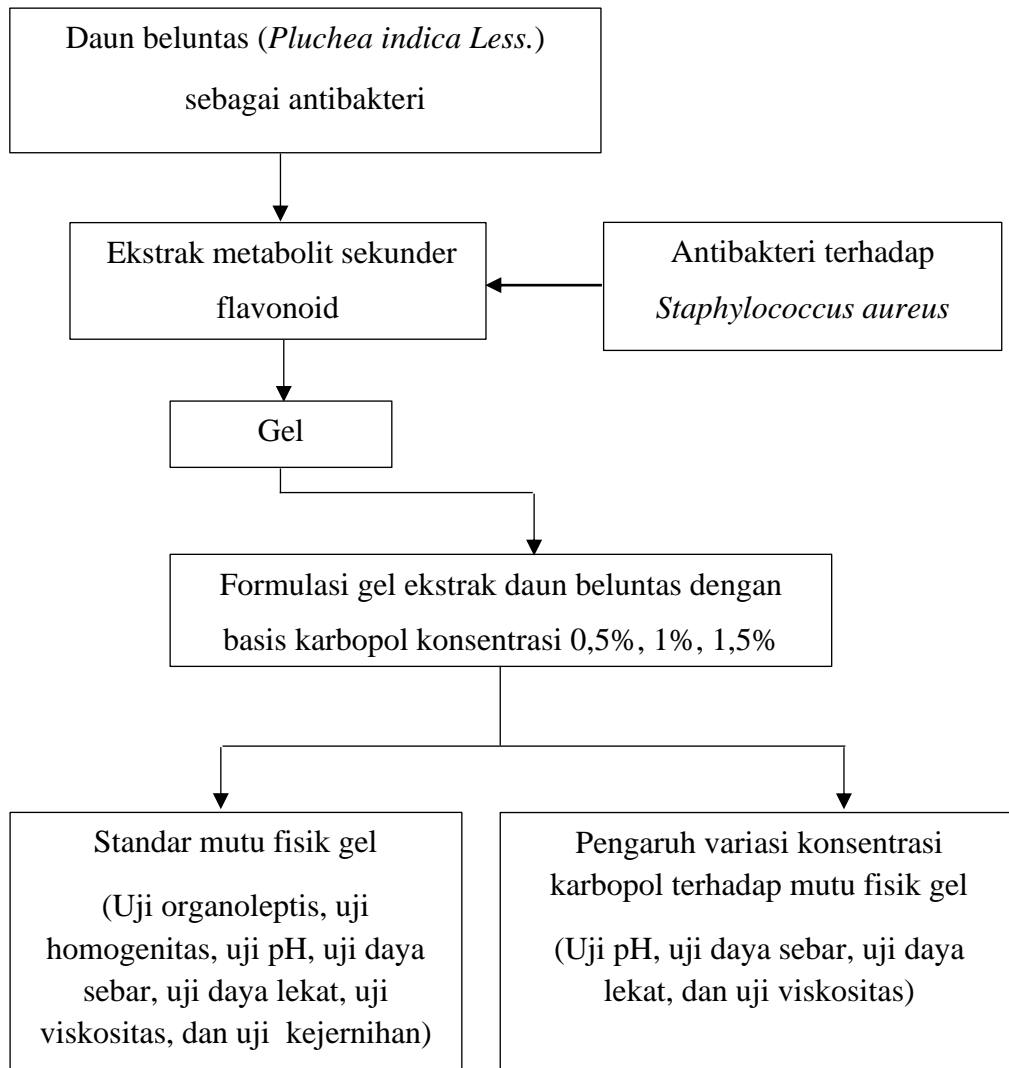 Daun beluntas (Pluchea indica Less.)
sebagai antibakteri
Ekstrak metabolit sekunder
flavonoid
Antibakteri terhadap
Staphylococcus aureus
Gel
Formulasi gel ekstrak daun beluntas dengan
basis karbopol konsentrasi 0,5%, 1%, 1,5%
Standar mutu fisik gel
(Uji organoleptis, uji
homogenitas, uji pH, uji daya
sebar, uji daya lekat, uji
viskositas, dan uji kejernihan)
Pengaruh variasi konsentrasi
karbopol terhadap mutu fisik gel
(Uji pH, uji daya sebar, uji daya
lekat, dan uji viskositas)